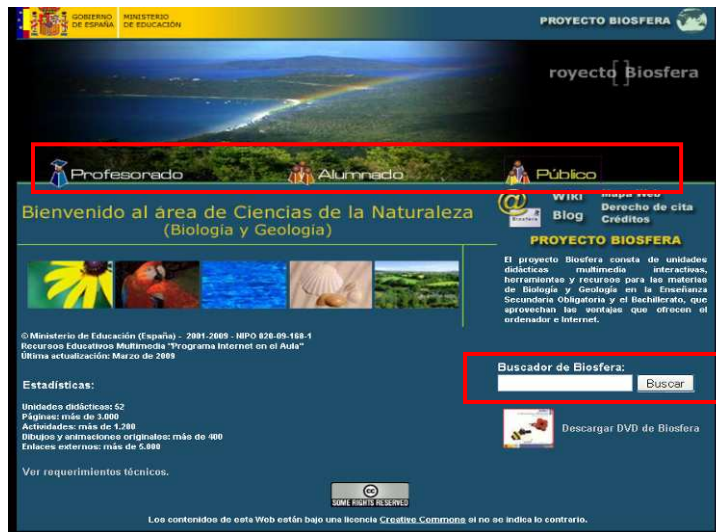 GOBIERNO DE ESPAÑA
MINISTERIO DE EDUCACIÓN
PROYECTO BIOSFERA
royecto[ ]Biosfera
Profesorado
Alumnado
Público
Bienvenido al área de Ciencias de la Naturaleza
(Biología y Geología)
@
Biosfera
WIKI
Blog
Mapa Web
Derecho de cita
Créditos
PROYECTO BIOSFERA
El proyecto Biosfera consta de unidades
didácticas multimedia interactivas,
herramientas y recursos para las materias
de Biología y Geología en la Enseñanza
Secundaria Obligatoria y el Bachillerato, que
aprovechan las ventajas que ofrecen el
ordenador e Internet.
© Ministerio de Educación (España) - 2001-2009 - NIPO 820-09-168-1
Recursos Educativos Multimedia "Programa Internet en el Aula"
Última actualización: Marzo de 2009
Buscador de Biosfera:
Buscar
Estadísticas:
Unidades didácticas: 52
Páginas: más de 3.000
Actividades: más de 1.200
Dibujos y animaciones originales: más de 400
Enlaces externos: más de 5.000
Descargar DVD de Biosfera
Ver requerimientos técnicos.
cc
SOME RIGHTS RESERVED
Los contenidos de esta Web están bajo una licencia Creative Commons si no se indica lo contrario.